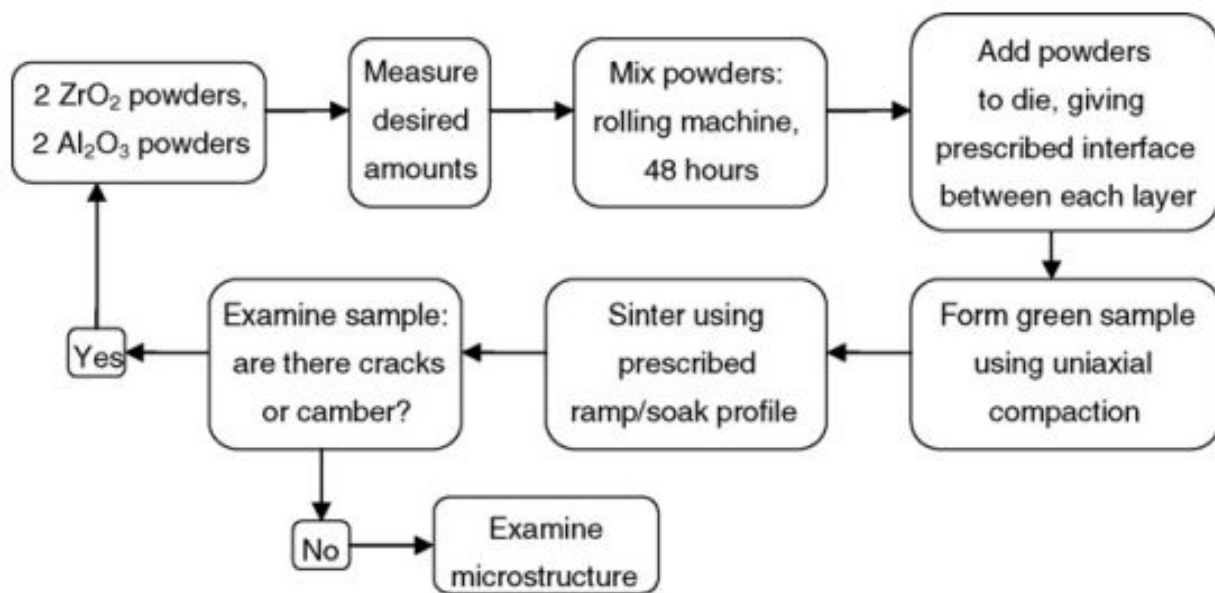 2 ZrO₂ powders,
2 Al₂O₃ powders
Measure
desired
amounts
Mix powders:
rolling machine,
48 hours
Add powders
to die, giving
prescribed interface
between each layer
Form green sample
using uniaxial
compaction
Sinter using
prescribed
ramp/soak profile
Examine sample:
are there cracks
or camber?
Yes
No
Examine
microstructure